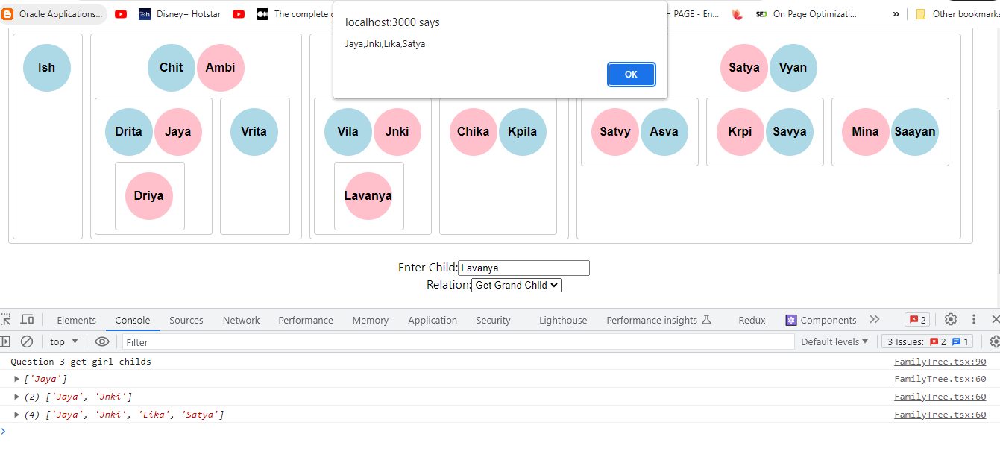 Oracle Applications...
Disney+ Hotstar
The complete g
H PAGE - En...
SEJ On Page Optimizati...
»
Other bookmarks
localhost:3000 says
Jaya,Jnki,Lika,Satya
OK
Ish
Chit Ambi
Satya Vyan
Drita Jaya
Vrita
Vila Jnki
Chika Kpila
Satvy Asva
Krpi Savya
Mina Saayan
Driya
Lavanya
Enter Child: Lavanya
Relation: Get Grand Child
Elements Console Sources Network Performance Memory Application Security Lighthouse Performance insights Redux Components 2
top Filter Default levels 3 Issues: 2 1
Question 3 get girl childs FamilyTree.tsx:90
['Jaya'] FamilyTree.tsx:60
(2) ['Jaya', 'Jnki'] FamilyTree.tsx:60
(4) ['Jaya', 'Jnki', 'Lika', 'Satya'] FamilyTree.tsx:60